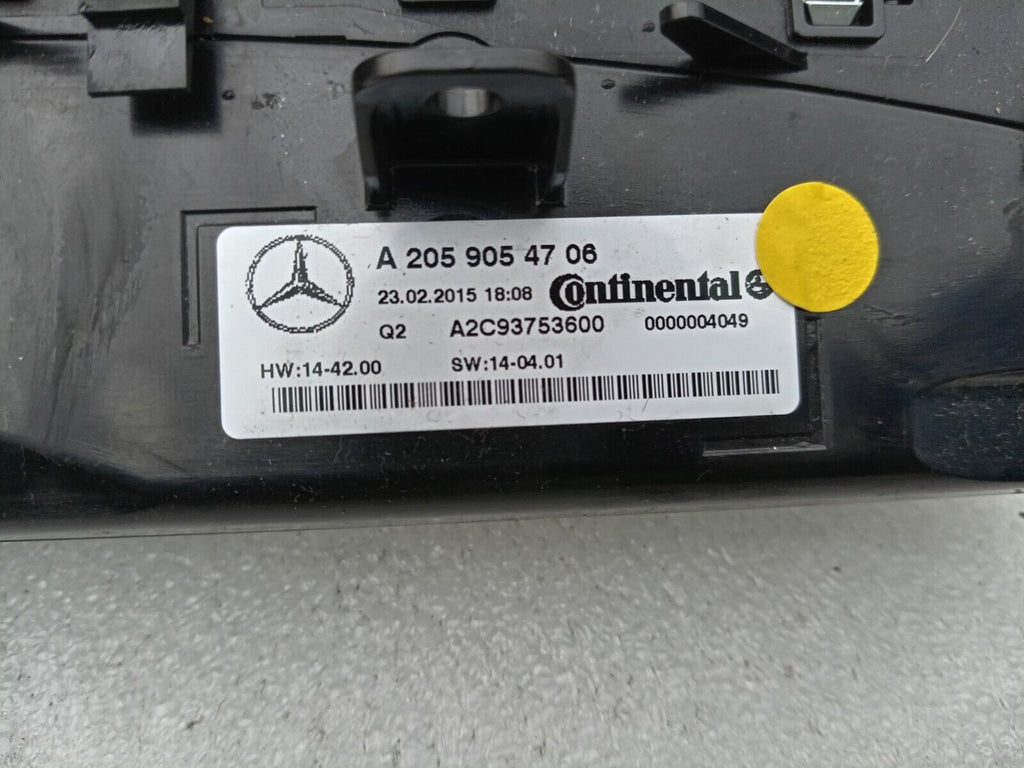 A 205 905 47 06
23.02.2015 18:08 Continental
Q2 A2C93753600 0000004049
HW:14-42.00 SW:14-04.01